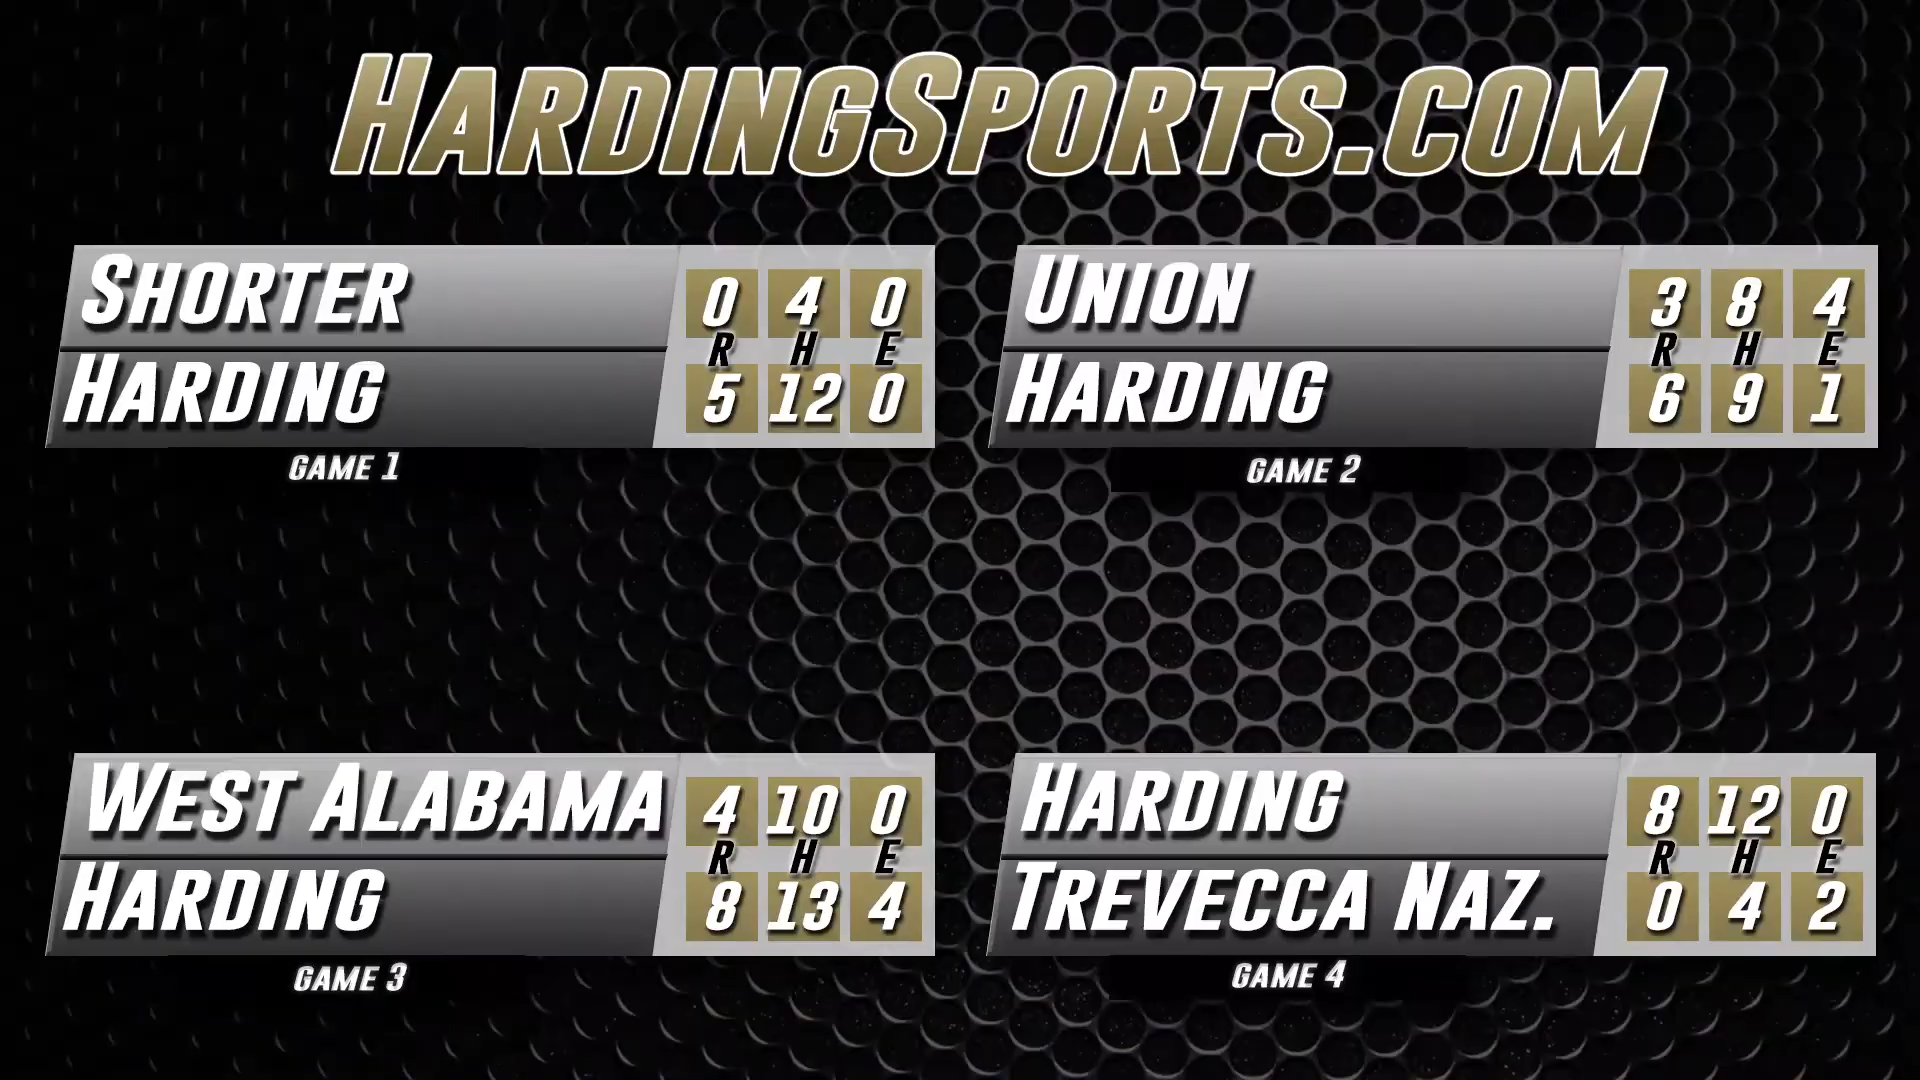 HARDINGSPORTS.COM
SHORTER 0 4 0
R H E
HARDING 5 12 0
GAME 1
UNION 3 8 4
R H E
HARDING 6 9 1
GAME 2
WEST ALABAMA 4 10 0
R H E
HARDING 8 13 4
GAME 3
HARDING 8 12 0
R H E
TREVECCA NAZ. 0 4 2
GAME 4